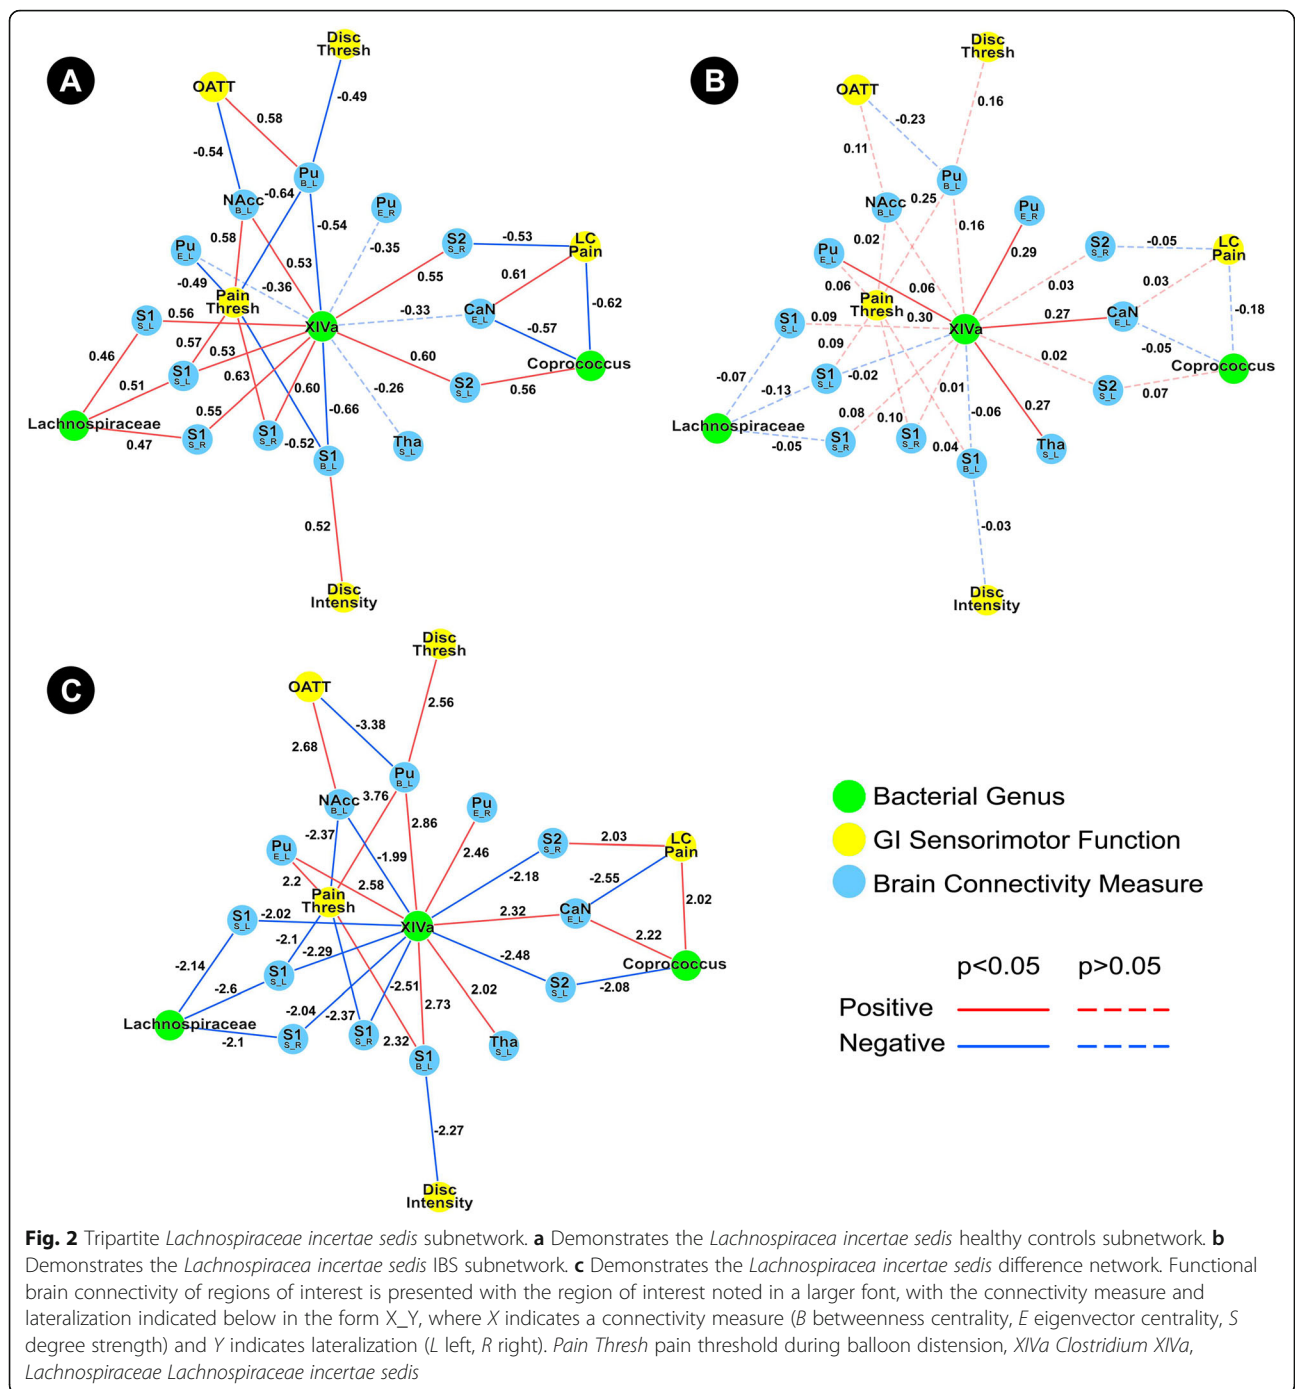 A
Disc
Thresh
OATT
-0.49
0.58
-0.54
Pu
B_L
-0.64
NAcc
B_L
Pu
E_R
-0.54
-0.35
Pu
E_L
0.58
0.53
S2
S_R
-0.53
LC
Pain
0.55
0.61
-0.49
-0.36
Pain
Thresh
-0.62
S1
S_L
0.56
XIVa
-0.33
CaN
E_L
-0.57
0.46
0.57
0.53
0.60
Coprococcus
S1
S_L
0.63
0.60
-0.26
S2
S_L
0.56
0.51
0.55
-0.66
Lachnospiraceae
0.47
S1
S_R
S1
S_R
-0.52
S1
B_L
Tha
S_L
0.52
Disc
Intensity
B
Disc
Thresh
OATT
0.16
-0.23
0.11
Pu
B_L
NAcc
B_L
0.25
Pu
E_R
0.16
0.29
Pu
E_L
0.02
S2
S_R
-0.05
LC
Pain
0.06
0.06
0.03
0.03
Pain
Thresh
0.30
-0.18
S1
S_L
0.09
XIVa
0.27
CaN
E_L
-0.05
0.09
0.02
Coprococcus
-0.07
-0.13
S1
S_L
-0.02
0.01
S2
S_L
0.07
Lachnospiraceae
0.08
0.10
-0.06
0.27
-0.05
S1
S_R
S1
S_R
0.04
S1
B_L
Tha
S_L
-0.03
Disc
Intensity
C
Disc
Thresh
OATT
2.56
-3.38
2.68
Pu
B_L
NAcc
B_L
3.76
Pu
E_R
2.86
2.46
Pu
E_L
-2.37
-1.99
S2
S_R
2.03
LC
Pain
-2.18
-2.55
2.2
2.58
Pain
Thresh
2.02
S1
S_L
-2.02
XIVa
2.32
CaN
E_L
2.22
-2.1
-2.29
-2.48
Coprococcus
-2.14
-2.6
S1
S_L
-2.51
2.73
2.02
S2
S_L
-2.08
-2.04
-2.37
Lachnospiraceae
-2.1
S1
S_R
S1
S_R
2.32
S1
B_L
Tha
S_L
-2.27
Disc
Intensity
Bacterial Genus
GI Sensorimotor Function
Brain Connectivity Measure
p<0.05 p>0.05
Positive
Negative
Fig. 2 Tripartite Lachnospiraceae incertae sedis subnetwork. a Demonstrates the Lachnospiracea incertae sedis healthy controls subnetwork. b
Demonstrates the Lachnospiracea incertae sedis IBS subnetwork. c Demonstrates the Lachnospiracea incertae sedis difference network. Functional
brain connectivity of regions of interest is presented with the region of interest noted in a larger font, with the connectivity measure and
lateralization indicated below in the form X_Y, where X indicates a connectivity measure (B betweenness centrality, E eigenvector centrality, S
degree strength) and Y indicates lateralization (L left, R right). Pain Thresh pain threshold during balloon distension, XIVa Clostridium XIVa,
Lachnospiraceae Lachnospiraceae incertae sedis